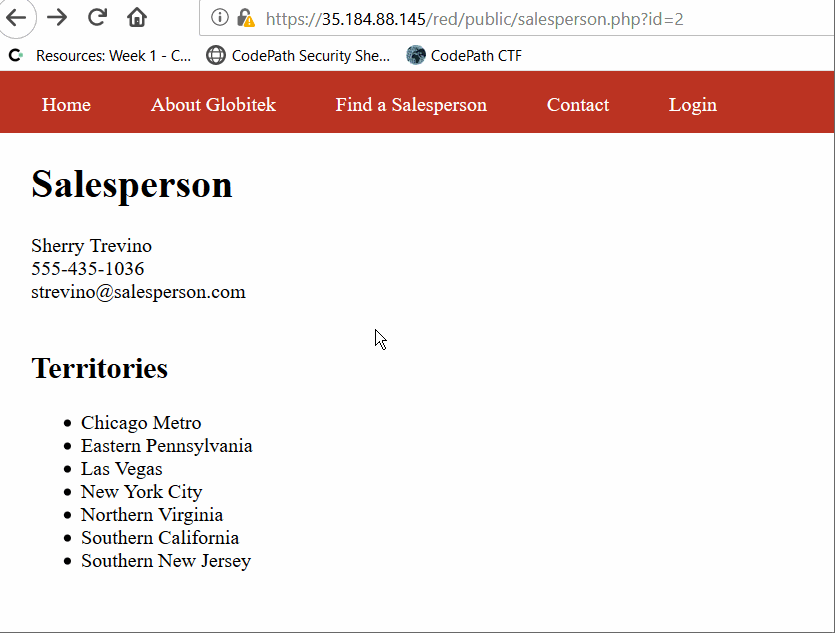 https://35.184.88.145/red/public/salesperson.php?id=2
Resources: Week 1 - C... CodePath Security She... CodePath CTF
Home About Globitek Find a Salesperson Contact Login
Salesperson
Sherry Trevino
555-435-1036
strevino@salesperson.com
Territories
Chicago Metro
Eastern Pennsylvania
Las Vegas
New York City
Northern Virginia
Southern California
Southern New Jersey